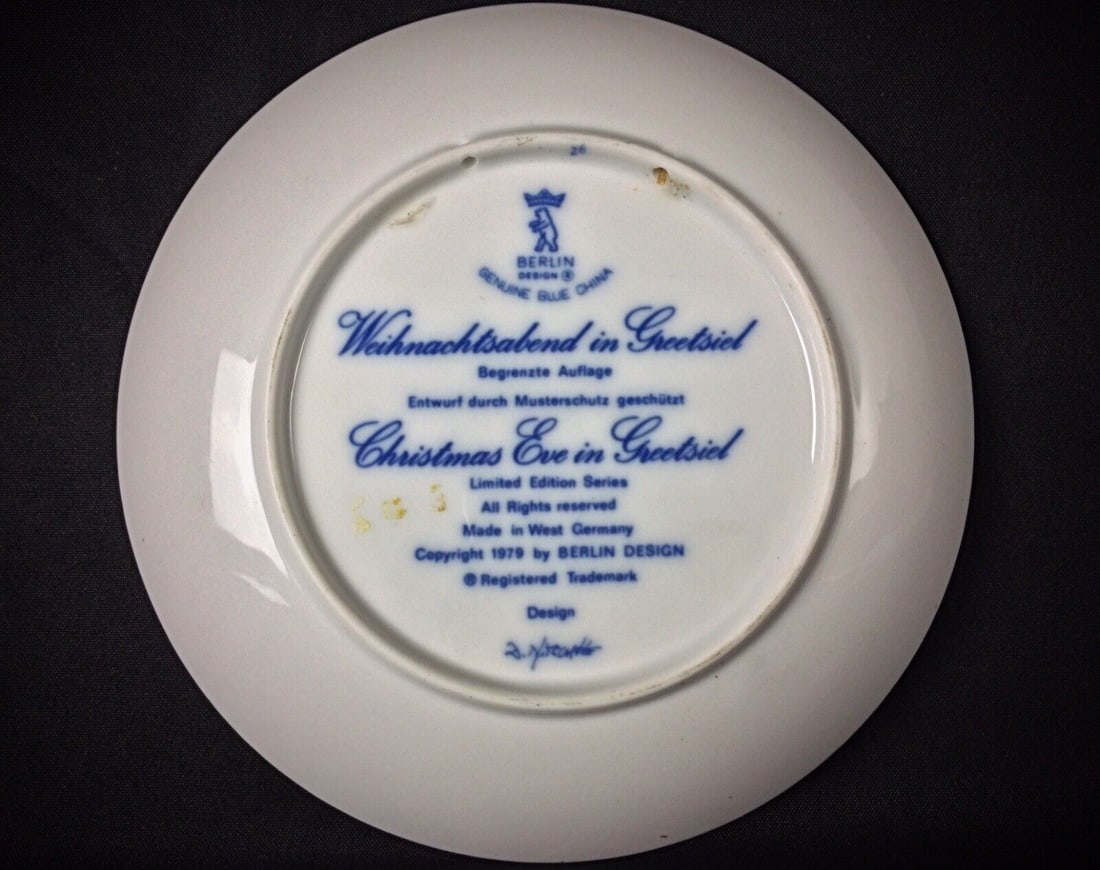 26
BERLIN
DESIGN ®
GENUINE BLUE CHINA
Weihnachtsabend in Greetsiel
Begrenzte Auflage
Entwurf durch Musterschutz geschützt
Christmas Eve in Greetsiel
Limited Edition Series
All Rights reserved
Made in West Germany
Copyright 1979 by BERLIN DESIGN
® Registered Trademark
Design